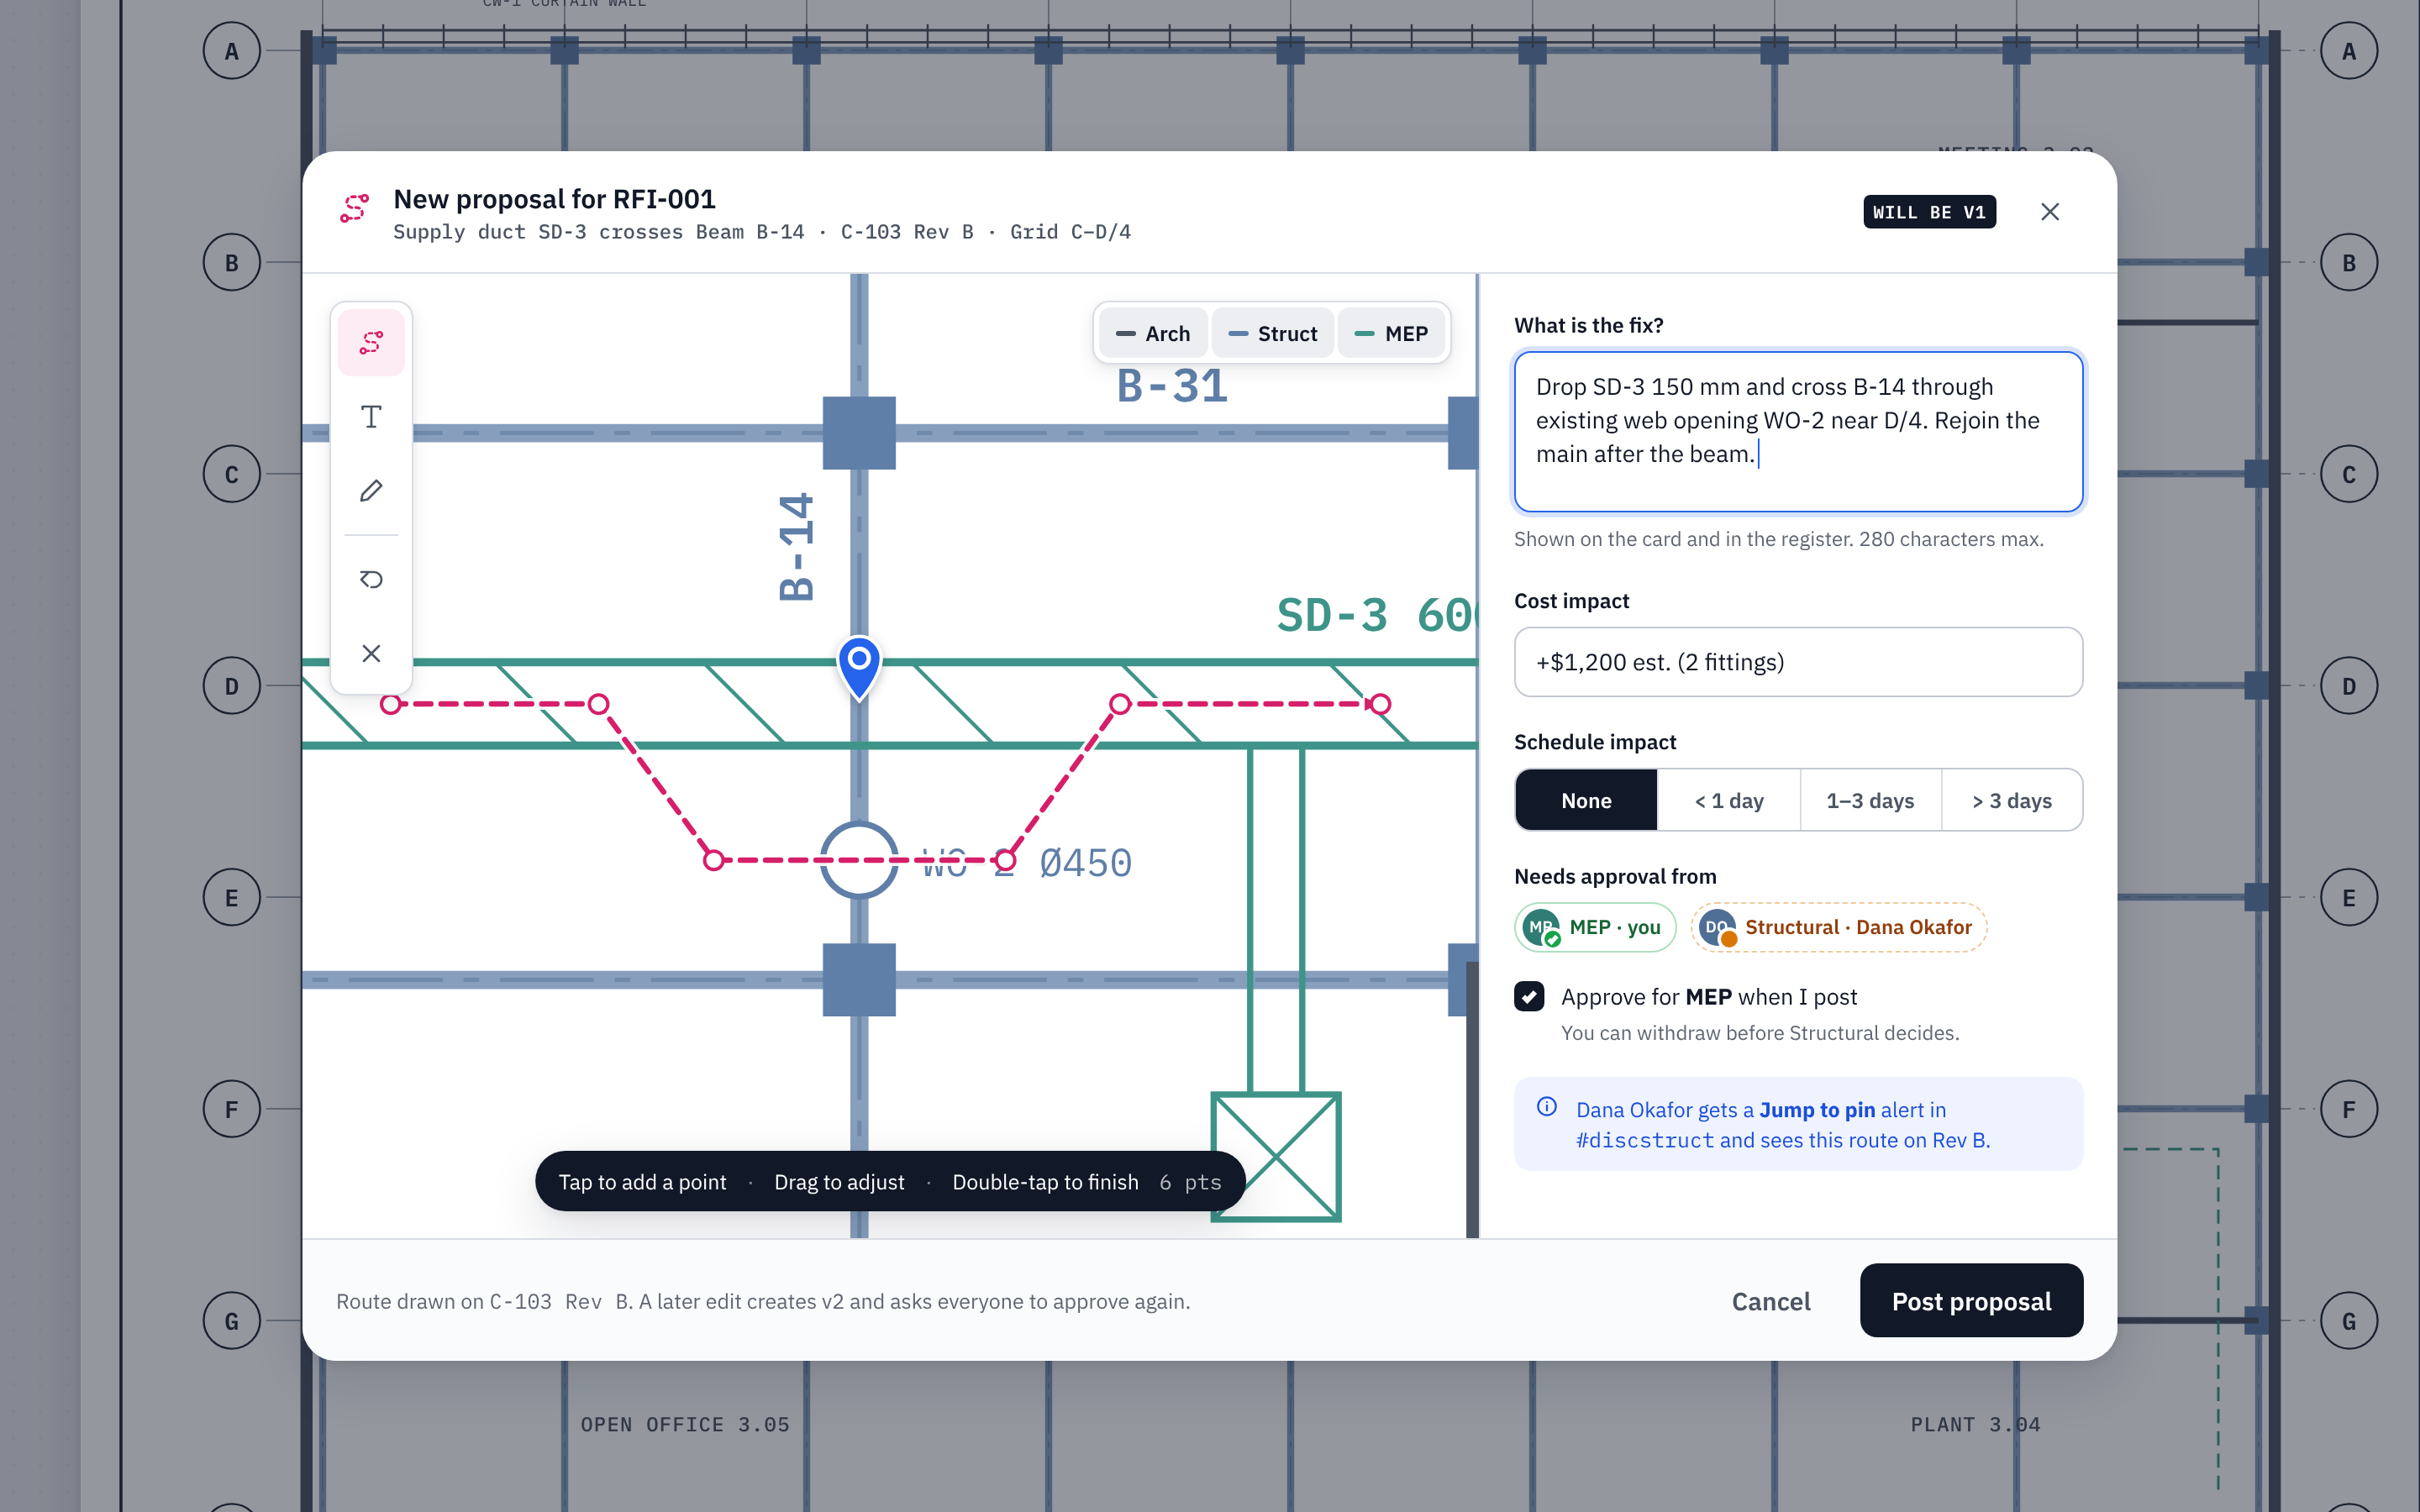 CW-1 CURTAIN WALL
A
A
New proposal for RFI-001
Supply duct SD-3 crosses Beam B-14 · C-103 Rev B · Grid C–D/4
WILL BE V1
B
B
Arch
Struct
MEP
B-31
B-14
SD-3
WO-2 Ø450
Tap to add a point · Drag to adjust · Double-tap to finish 6 pts
What is the fix?
Drop SD-3 150 mm and cross B-14 through
existing web opening WO-2 near D/4. Rejoin the
main after the beam.
Shown on the card and in the register. 280 characters max.
Cost impact
+$1,200 est. (2 fittings)
Schedule impact
None
< 1 day
1–3 days
> 3 days
Needs approval from
MEP · you
DO
Structural · Dana Okafor
Approve for MEP when I post
You can withdraw before Structural decides.
Dana Okafor gets a Jump to pin alert in
#discstruct and sees this route on Rev B.
C
C
D
D
E
E
F
F
G
G
Route drawn on C-103 Rev B. A later edit creates v2 and asks everyone to approve again.
Cancel
Post proposal
OPEN OFFICE 3.05
PLANT 3.04